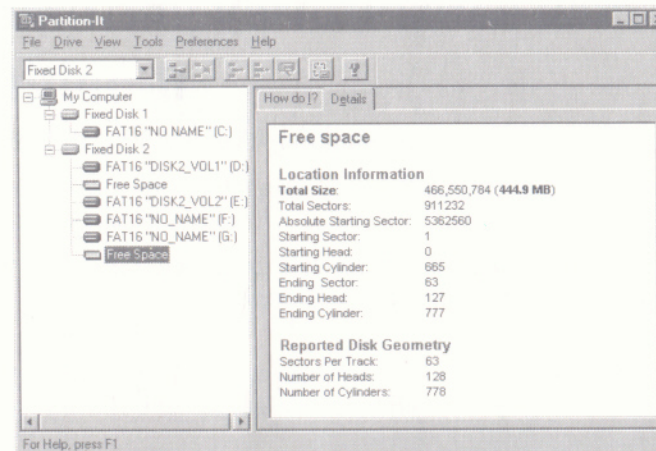 Partition-It
File Drive View Tools Preferences Help
Fixed Disk 2
My Computer
Fixed Disk 1
FAT16 "NO NAME" (C:)
Fixed Disk 2
FAT16 "DISK2_VOL1" (D:)
Free Space
FAT16 "DISK2_VOL2" (E:)
FAT16 "NO_NAME" (F:)
FAT16 "NO_NAME" (G:)
Free Space
How do I? Details
Free space
Location Information
Total Size: 466,550,784 (444.9 MB)
Total Sectors: 911232
Absolute Starting Sector: 5362560
Starting Sector: 1
Starting Head: 0
Starting Cylinder: 665
Ending Sector: 63
Ending Head: 127
Ending Cylinder: 777
Reported Disk Geometry
Sectors Per Track: 63
Number of Heads: 128
Number of Cylinders: 778
For Help, press F1